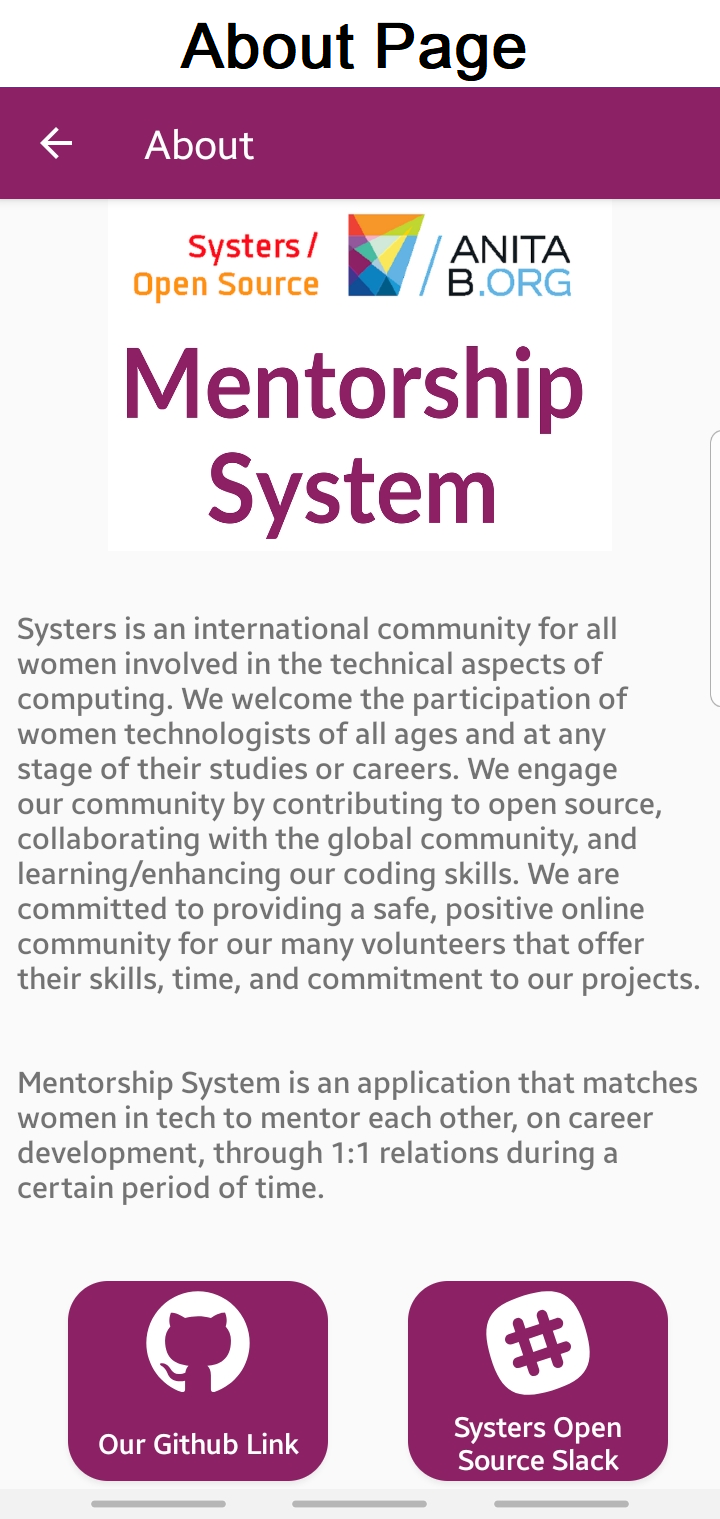 About Page
About
Systers /
Open Source
ANITA
B.ORG
Mentorship
System
Systers is an international community for all
women involved in the technical aspects of
computing. We welcome the participation of
women technologists of all ages and at any
stage of their studies or careers. We engage
our community by contributing to open source,
collaborating with the global community, and
learning/enhancing our coding skills. We are
committed to providing a safe, positive online
community for our many volunteers that offer
their skills, time, and commitment to our projects.
Mentorship System is an application that matches
women in tech to mentor each other, on career
development, through 1:1 relations during a
certain period of time.
Our Github Link
Systers Open
Source Slack